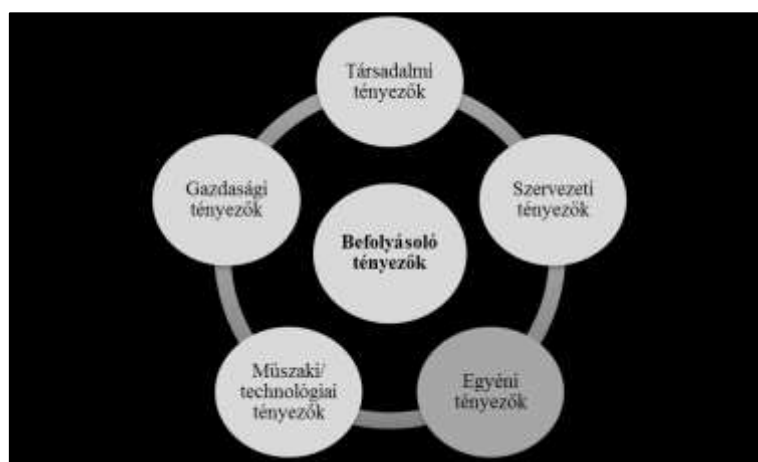 Társadalmi
tényezők
Gazdasági
tényezők
Szervezeti
tényezők
Befolyásoló
tényezők
Műszaki/
technológiai
tényezők
Egyéni
tényezők